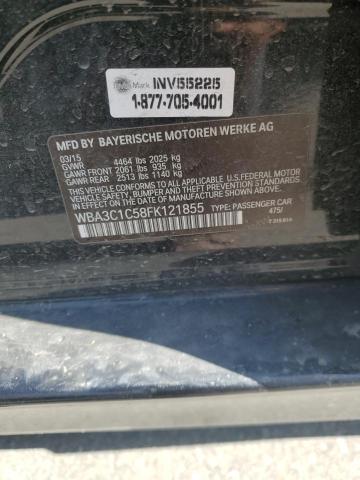 Mark
INV155225
1-877-705-4001
MFD BY BAYERISCHE MOTOREN WERKE AG
03/15
GVWR 4464 lbs 2025 kg
GAWR FRONT 2061 lbs 935 kg
GAWR REAR 2513 lbs 1140 kg
THIS VEHICLE CONFORMS TO ALL APPLICABLE U.S. FEDERAL MOTOR
VEHICLE SAFETY, BUMPER AND THEFT PREVENTION STANDARDS
IN EFFECT ON THE DATE OF MANUFACTURE SHOWN ABOVE.
WBA3C1C58FK121855 TYPE: PASSENGER CAR
475/